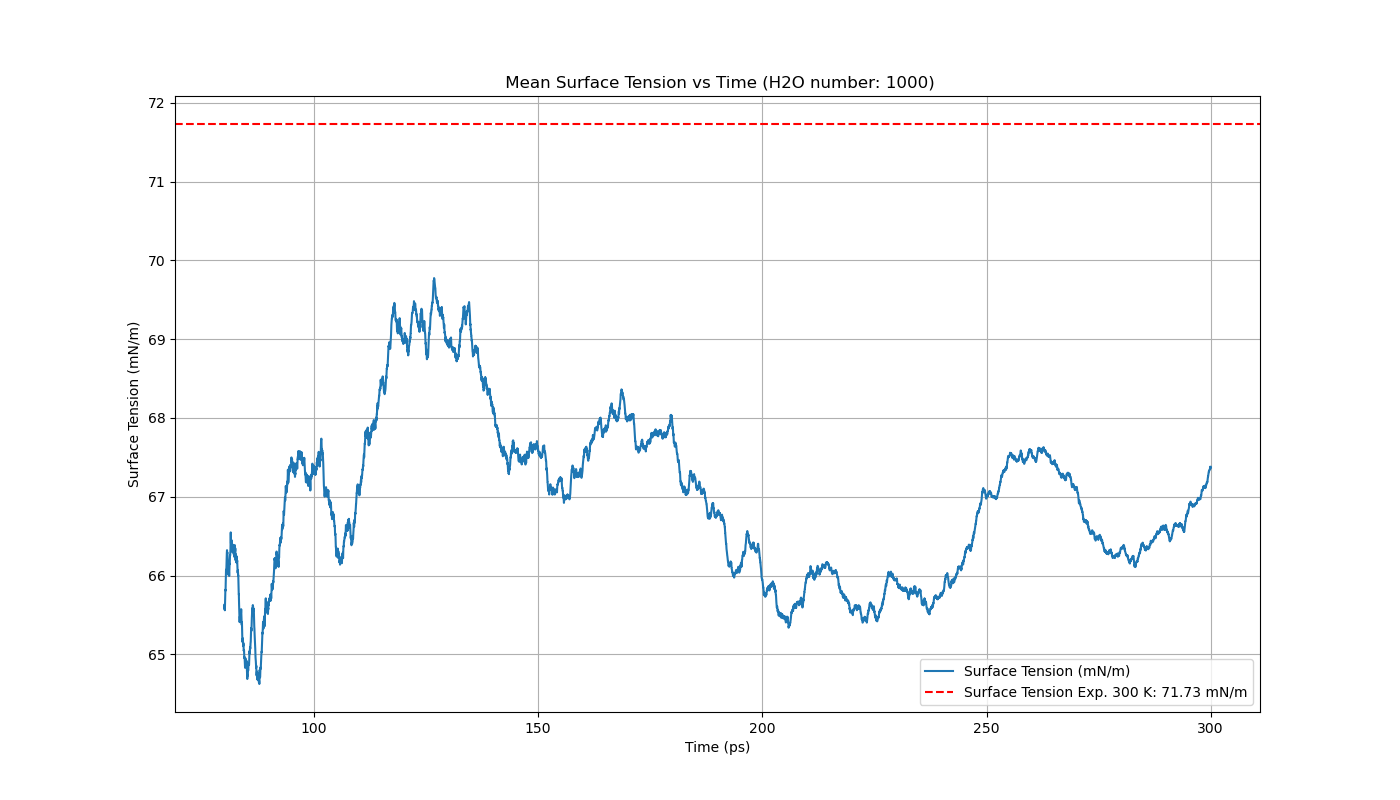 Mean Surface Tension vs Time (H2O number: 1000)
72
71
70
69
68
67
66
65
Surface Tension (mN/m)
100
150
200
250
300
Time (ps)
Surface Tension (mN/m)
Surface Tension Exp. 300 K: 71.73 mN/m